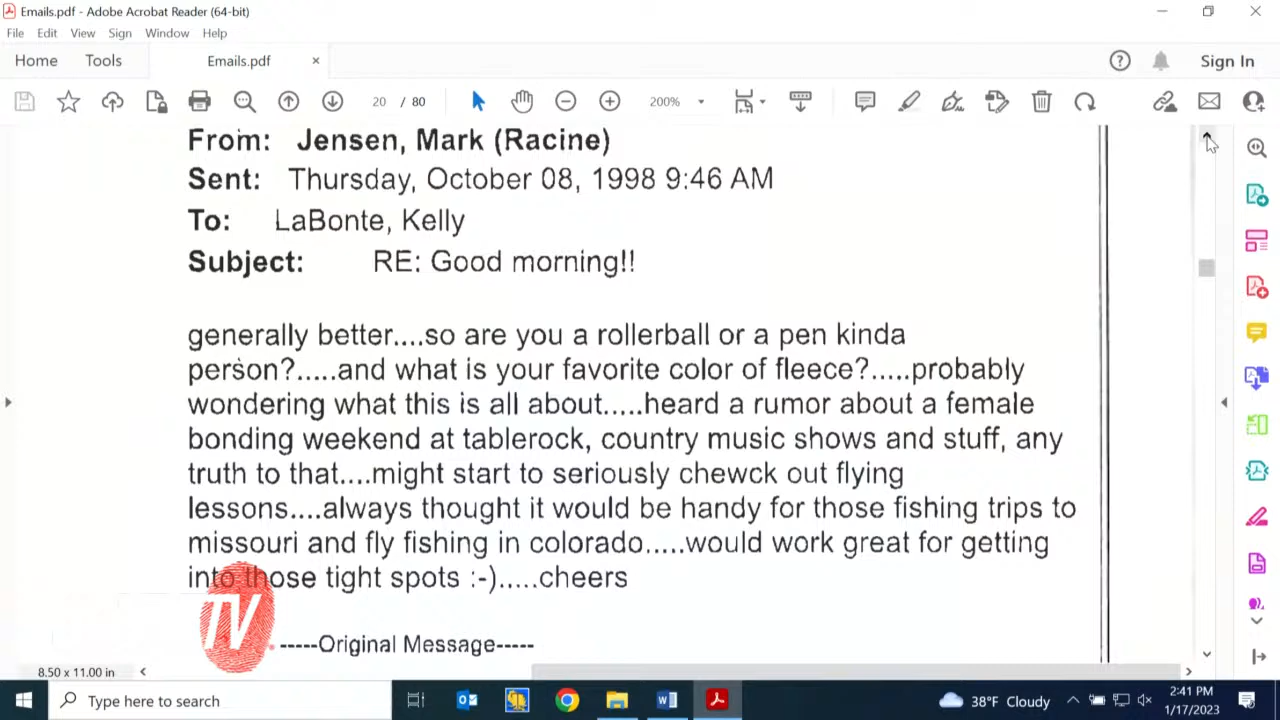 Emails.pdf - Adobe Acrobat Reader (64-bit)
File Edit View Sign Window Help
Home Tools Emails.pdf × Sign In
20 / 80 200%
From: Jensen, Mark (Racine)
Sent: Thursday, October 08, 1998 9:46 AM
To: LaBonte, Kelly
Subject: RE: Good morning!!
generally better....so are you a rollerball or a pen kinda
person?.....and what is your favorite color of fleece?.....probably
wondering what this is all about.....heard a rumor about a female
bonding weekend at tablerock, country music shows and stuff, any
truth to that....might start to seriously chewck out flying
lessons....always thought it would be handy for those fishing trips to
missouri and fly fishing in colorado.....would work great for getting
into those tight spots :-).....cheers
TV
-----Original Message-----
8.50 x 11.00 in
Type here to search
38°F Cloudy
2:41 PM
1/17/2023